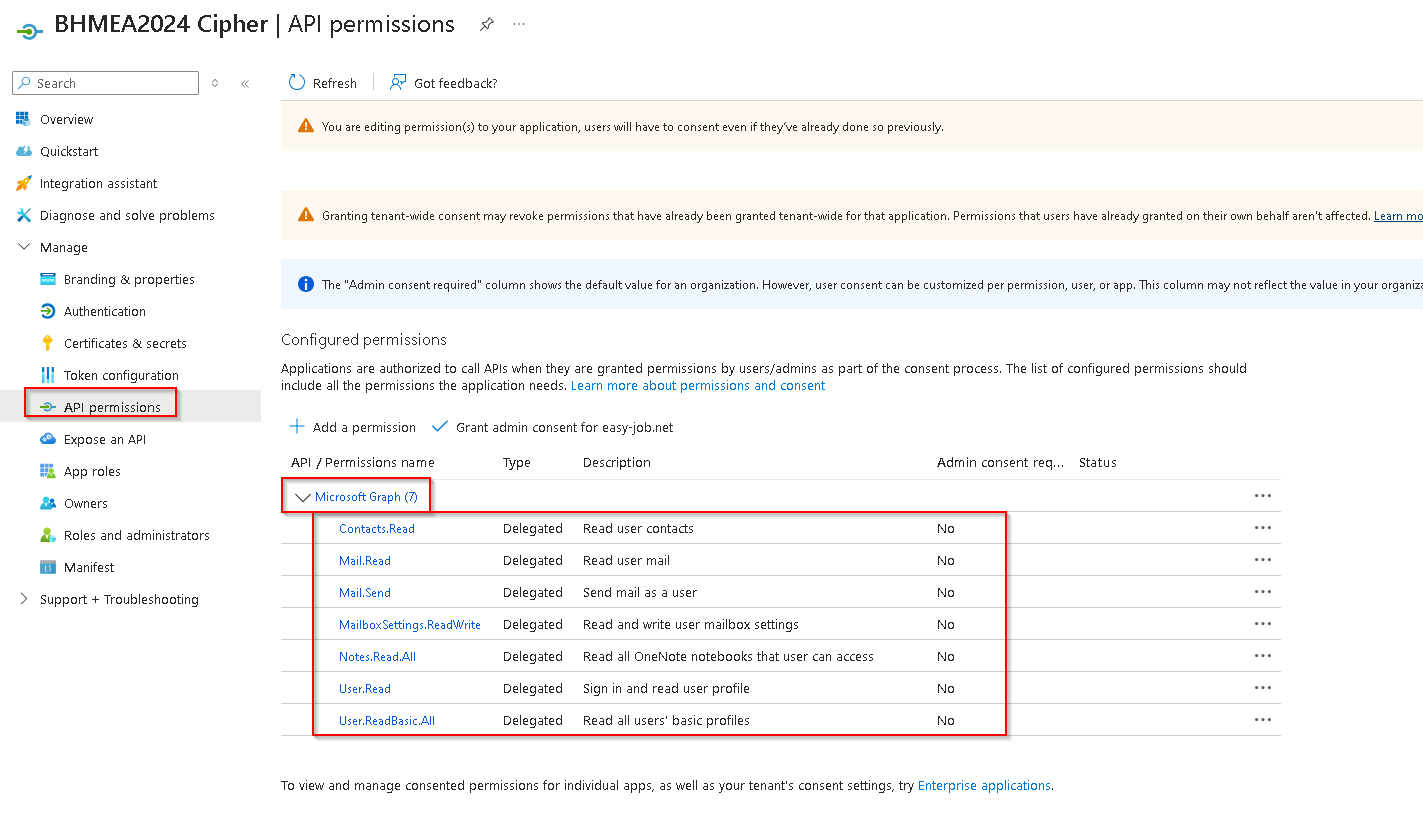 BHMEA2024 Cipher | API permissions
Search
Refresh
Got feedback?
Overview
Quickstart
Integration assistant
Diagnose and solve problems
Manage
Branding & properties
Authentication
Certificates & secrets
Token configuration
API permissions
Expose an API
App roles
Owners
Roles and administrators
Manifest
Support + Troubleshooting
You are editing permission(s) to your application, users will have to consent even if they've already done so previously.
Granting tenant-wide consent may revoke permissions that have already been granted tenant-wide for that application. Permissions that users have already granted on their own behalf aren't affected. Learn mo
The "Admin consent required" column shows the default value for an organization. However, user consent can be customized per permission, user, or app. This column may not reflect the value in your organiza
Configured permissions
Applications are authorized to call APIs when they are granted permissions by users/admins as part of the consent process. The list of configured permissions should
include all the permissions the application needs. Learn more about permissions and consent
Add a permission
Grant admin consent for easy-job.net
API / Permissions name Type Description Admin consent req... Status
Microsoft Graph (7)
Contacts.Read Delegated Read user contacts No
Mail.Read Delegated Read user mail No
Mail.Send Delegated Send mail as a user No
MailboxSettings.ReadWrite Delegated Read and write user mailbox settings No
Notes.Read.All Delegated Read all OneNote notebooks that user can access No
User.Read Delegated Sign in and read user profile No
User.ReadBasic.All Delegated Read all users' basic profiles No
To view and manage consented permissions for individual apps, as well as your tenant's consent settings, try Enterprise applications.